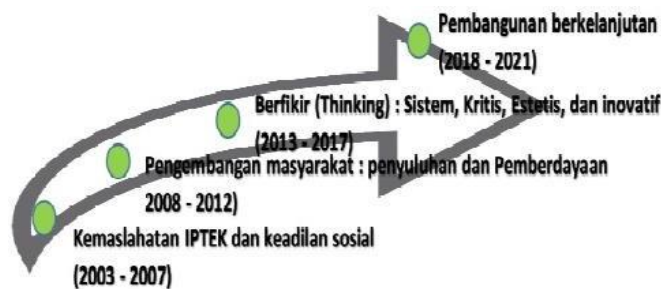 Pembangunan berkelanjutan
(2018 - 2021)
Berfikir (Thinking) : Sistem, Kritis, Estetis, dan inovatif
(2013 - 2017)
Pengembangan masyarakat : penyuluhan dan Pemberdayaan
2008 - 2012)
Kemaslahatan IPTEK dan keadilan sosial
(2003 - 2007)